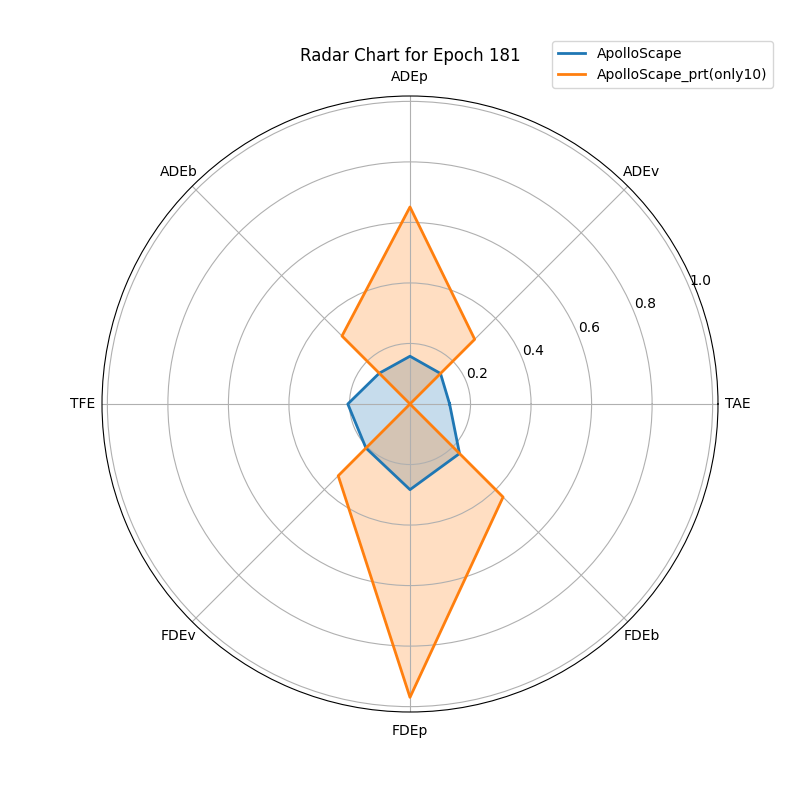 Radar Chart for Epoch 181
ApolloScape
ApolloScape_prt(only10)
ADEp
ADEb
ADEv
1.0
0.8
0.6
0.4
0.2
TFE
TAE
FDEv
FDEb
FDEp